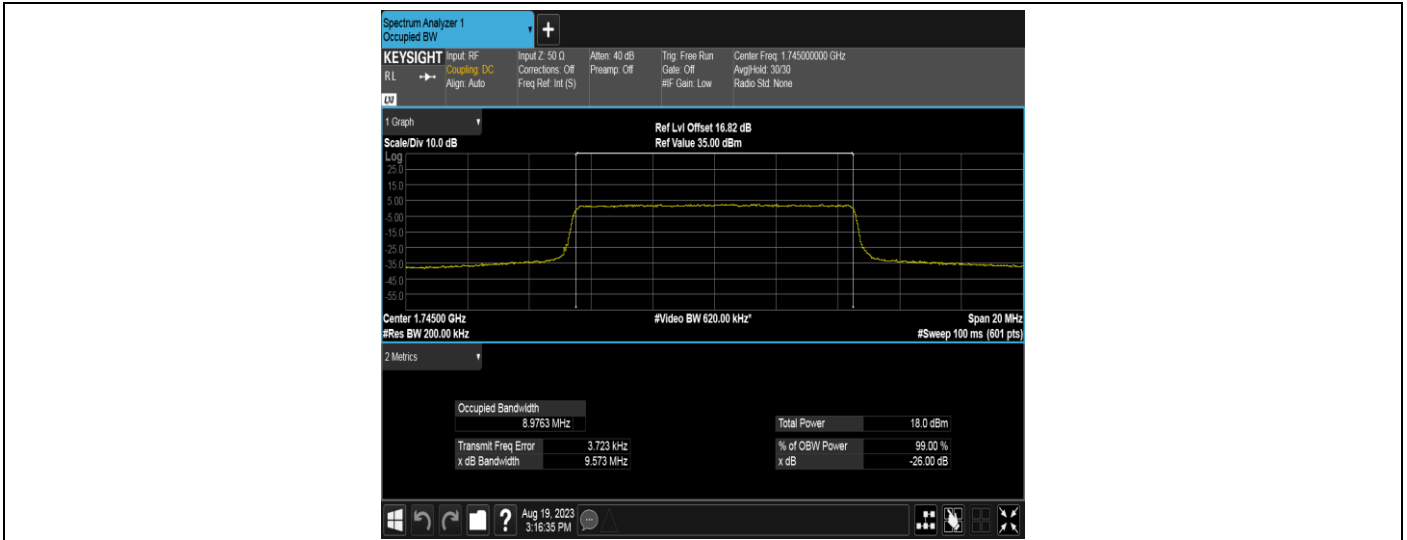 Spectrum Analyzer 1
Occupied BW
+
KEYSIGHT Input: RF Input Z: 50 Ω Atten: 40 dB Trig: Free Run Center Freq: 1.745000000 GHz
RL Coupling: DC Corrections: Off Preamp: Off Gate: Off Avg|Hold: 30/30
Align: Auto Freq Ref: Int (S) #IF Gain: Low Radio Std: None
LXI
1 Graph
Ref Lvl Offset 16.82 dB
Scale/Div 10.0 dB Ref Value 35.00 dBm
Log
25.0
15.0
5.00
-5.00
-15.0
-25.0
-35.0
-45.0
-55.0
Center 1.74500 GHz #Video BW 620.00 kHz* Span 20 MHz
#Res BW 200.00 kHz #Sweep 100 ms (601 pts)
2 Metrics
Occupied Bandwidth
8.9763 MHz Total Power 18.0 dBm
Transmit Freq Error 3.723 kHz % of OBW Power 99.00 %
x dB Bandwidth 9.573 MHz x dB -26.00 dB
? Aug 19, 2023
3:16:35 PM